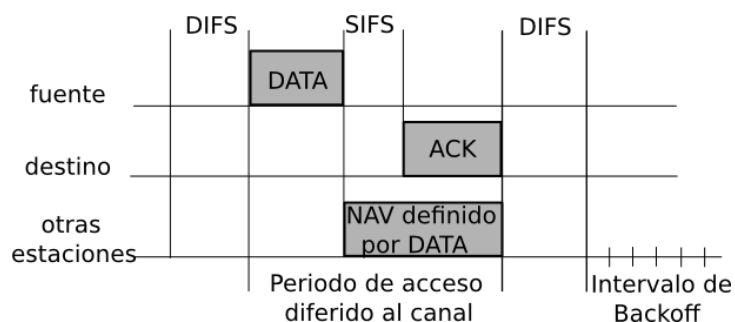 DIFS SIFS DIFS
fuente
DATA
destino
ACK
otras
estaciones
NAV definido
por DATA
Periodo de acceso
diferido al canal
Intervalo de
Backoff